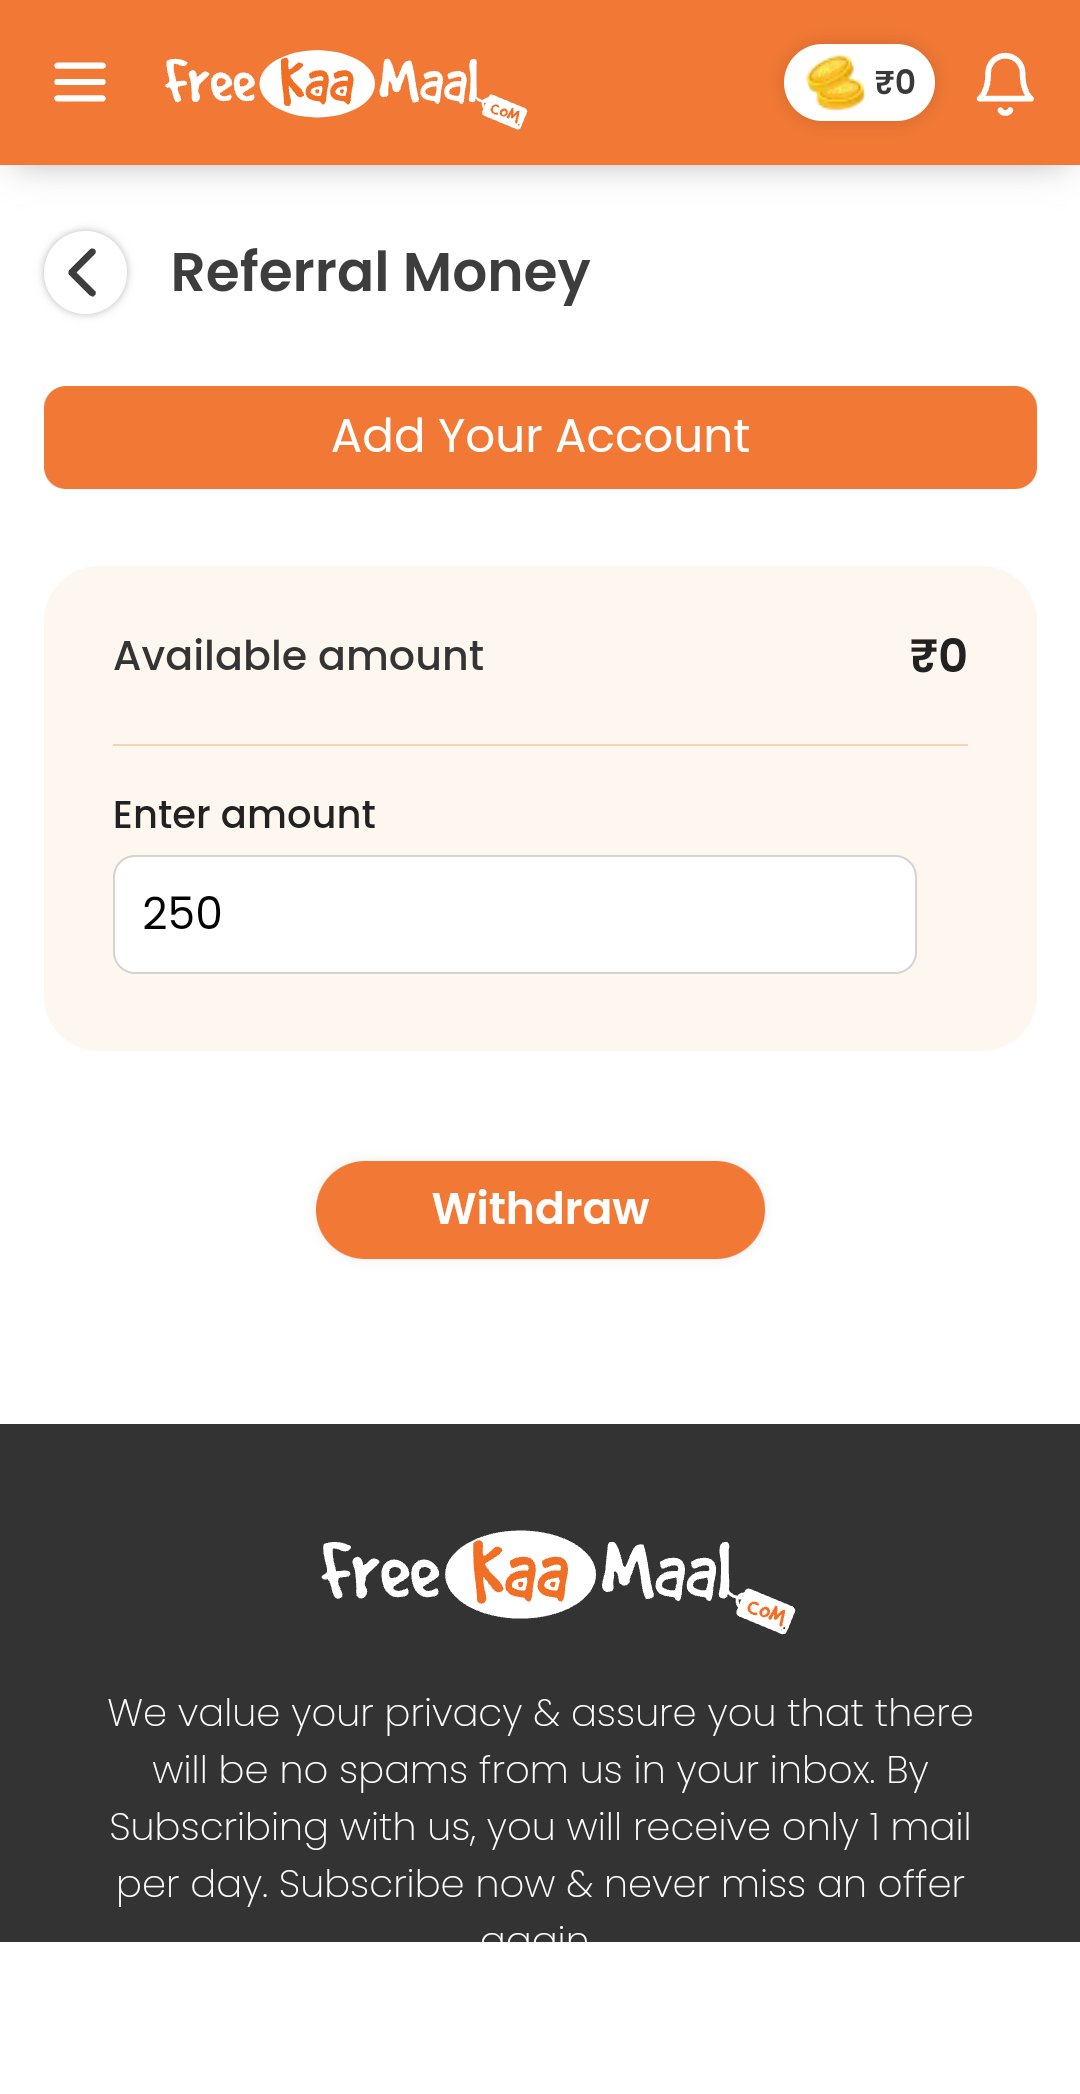 Free Kaa Maal .COM
₹0
Referral Money
Add Your Account
Available amount
₹0
Enter amount
250
Withdraw
Free Kaa Maal .COM
We value your privacy & assure you that there
will be no spams from us in your inbox. By
Subscribing with us, you will receive only 1 mail
per day. Subscribe now & never miss an offer
again